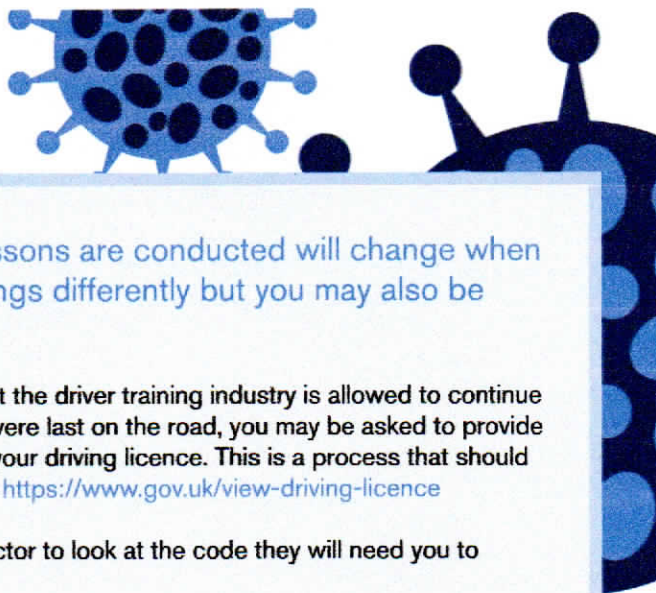 ssons are conducted will change when
ngs differently but you may also be
t the driver training industry is allowed to continue
were last on the road, you may be asked to provide
your driving licence. This is a process that should
https://www.gov.uk/view-driving-licence
ctor to look at the code they will need you to